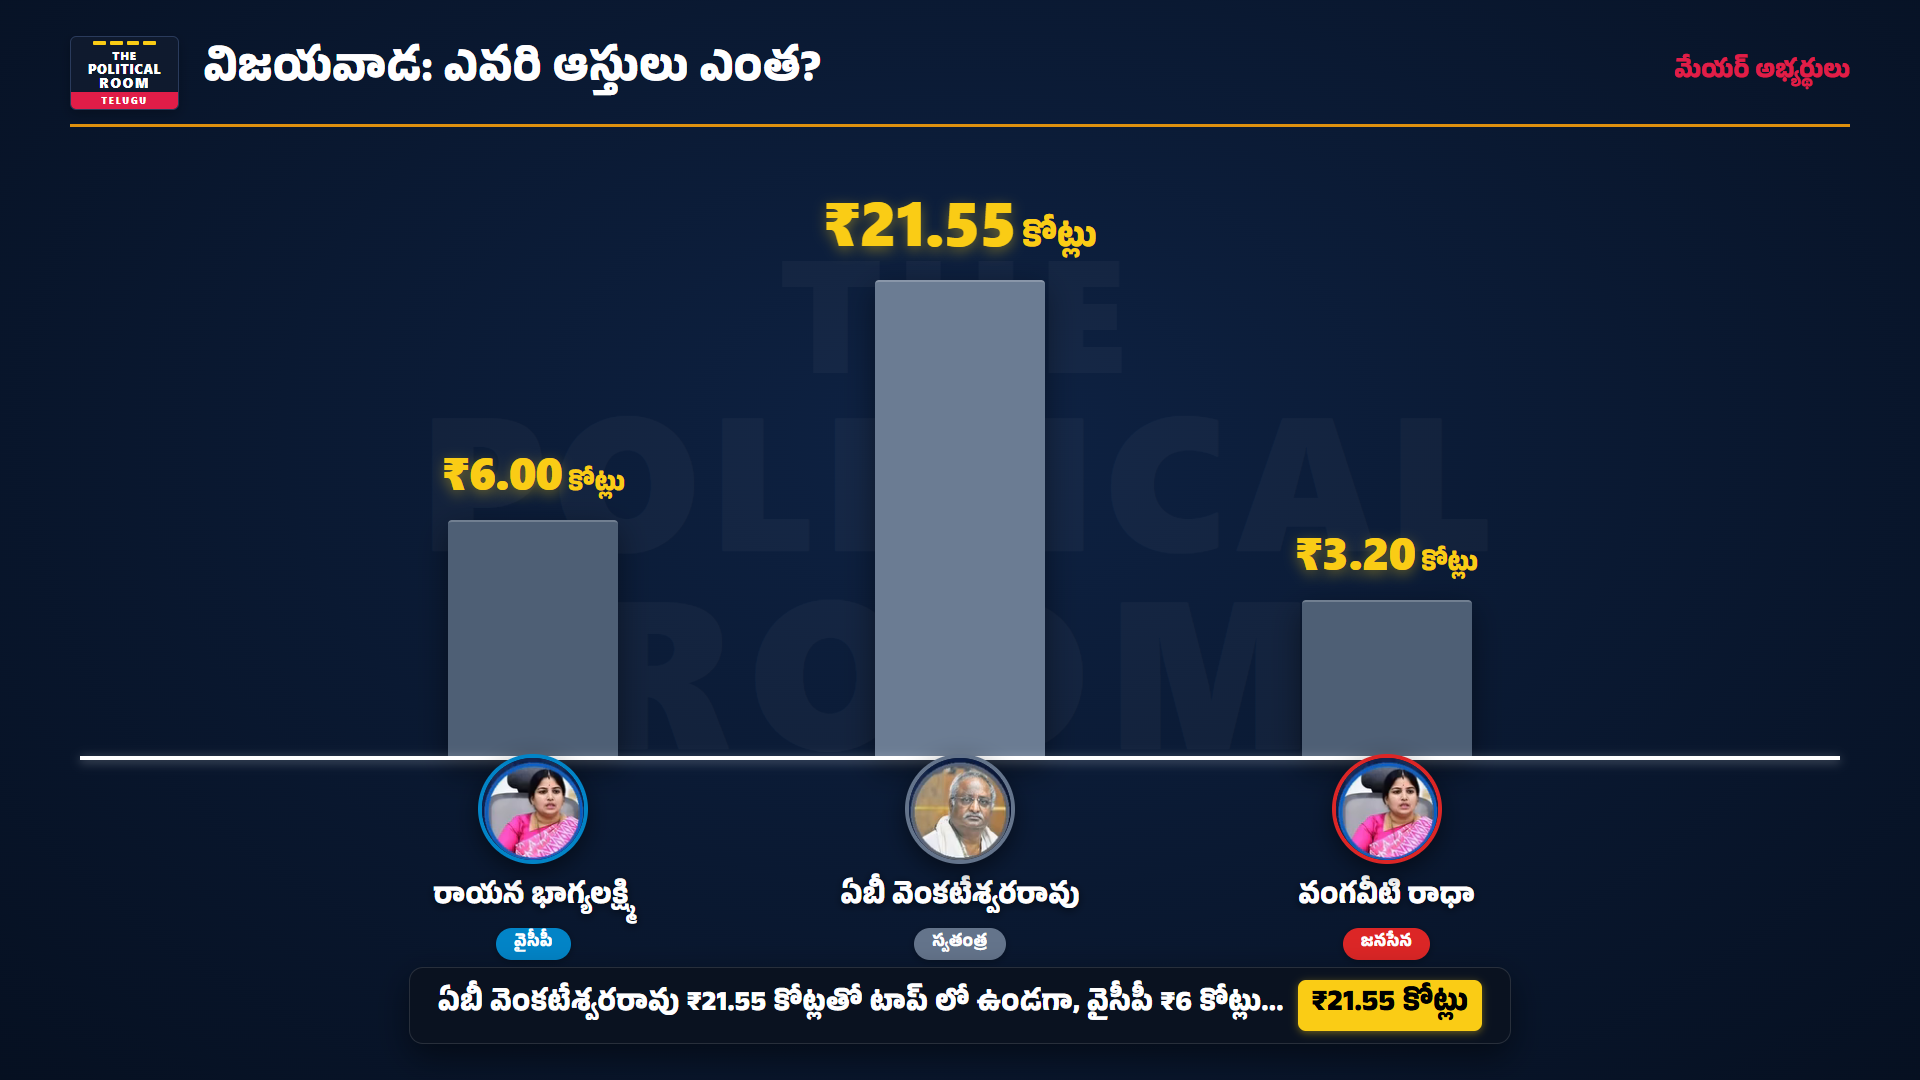 THE
POLITICAL
ROOM
TELUGU
విజయవాడ: ఎవరి ఆస్తులు ఎంత?
మేయర్ అభ్యర్థులు
THE
POLITICAL
ROOM
₹6.00 కోట్లు
₹21.55 కోట్లు
₹3.20 కోట్లు
రాయన భాగ్యలక్ష్మి
వైసీపీ
ఏబీ వెంకటేశ్వరరావు
స్వతంత్ర
వంగవీటి రాధా
జనసేన
ఏబీ వెంకటేశ్వరరావు ₹21.55 కోట్లతో టాప్ లో ఉండగా, వైసీపీ ₹6 కోట్లు... ₹21.55 కోట్లు